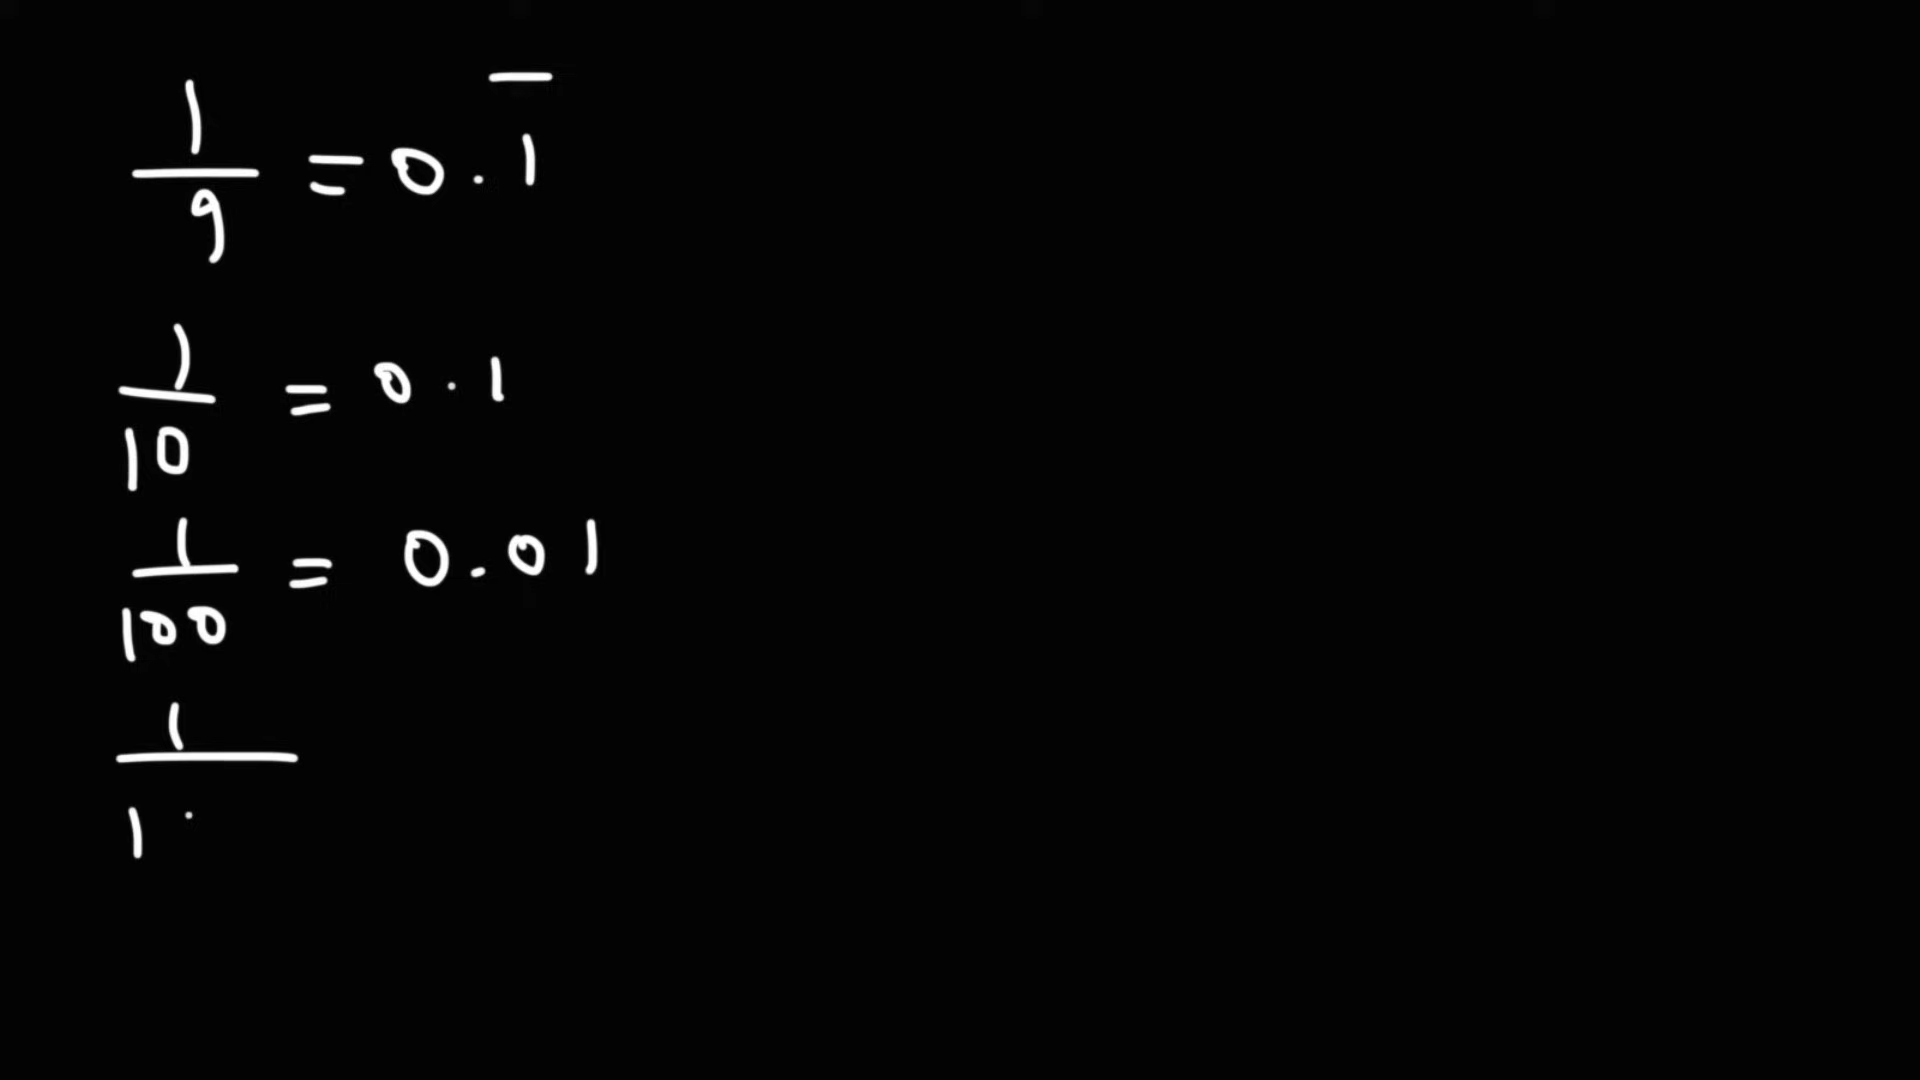 1/9 = 0.1̅
1/10 = 0.1
1/100 = 0.01
1/1